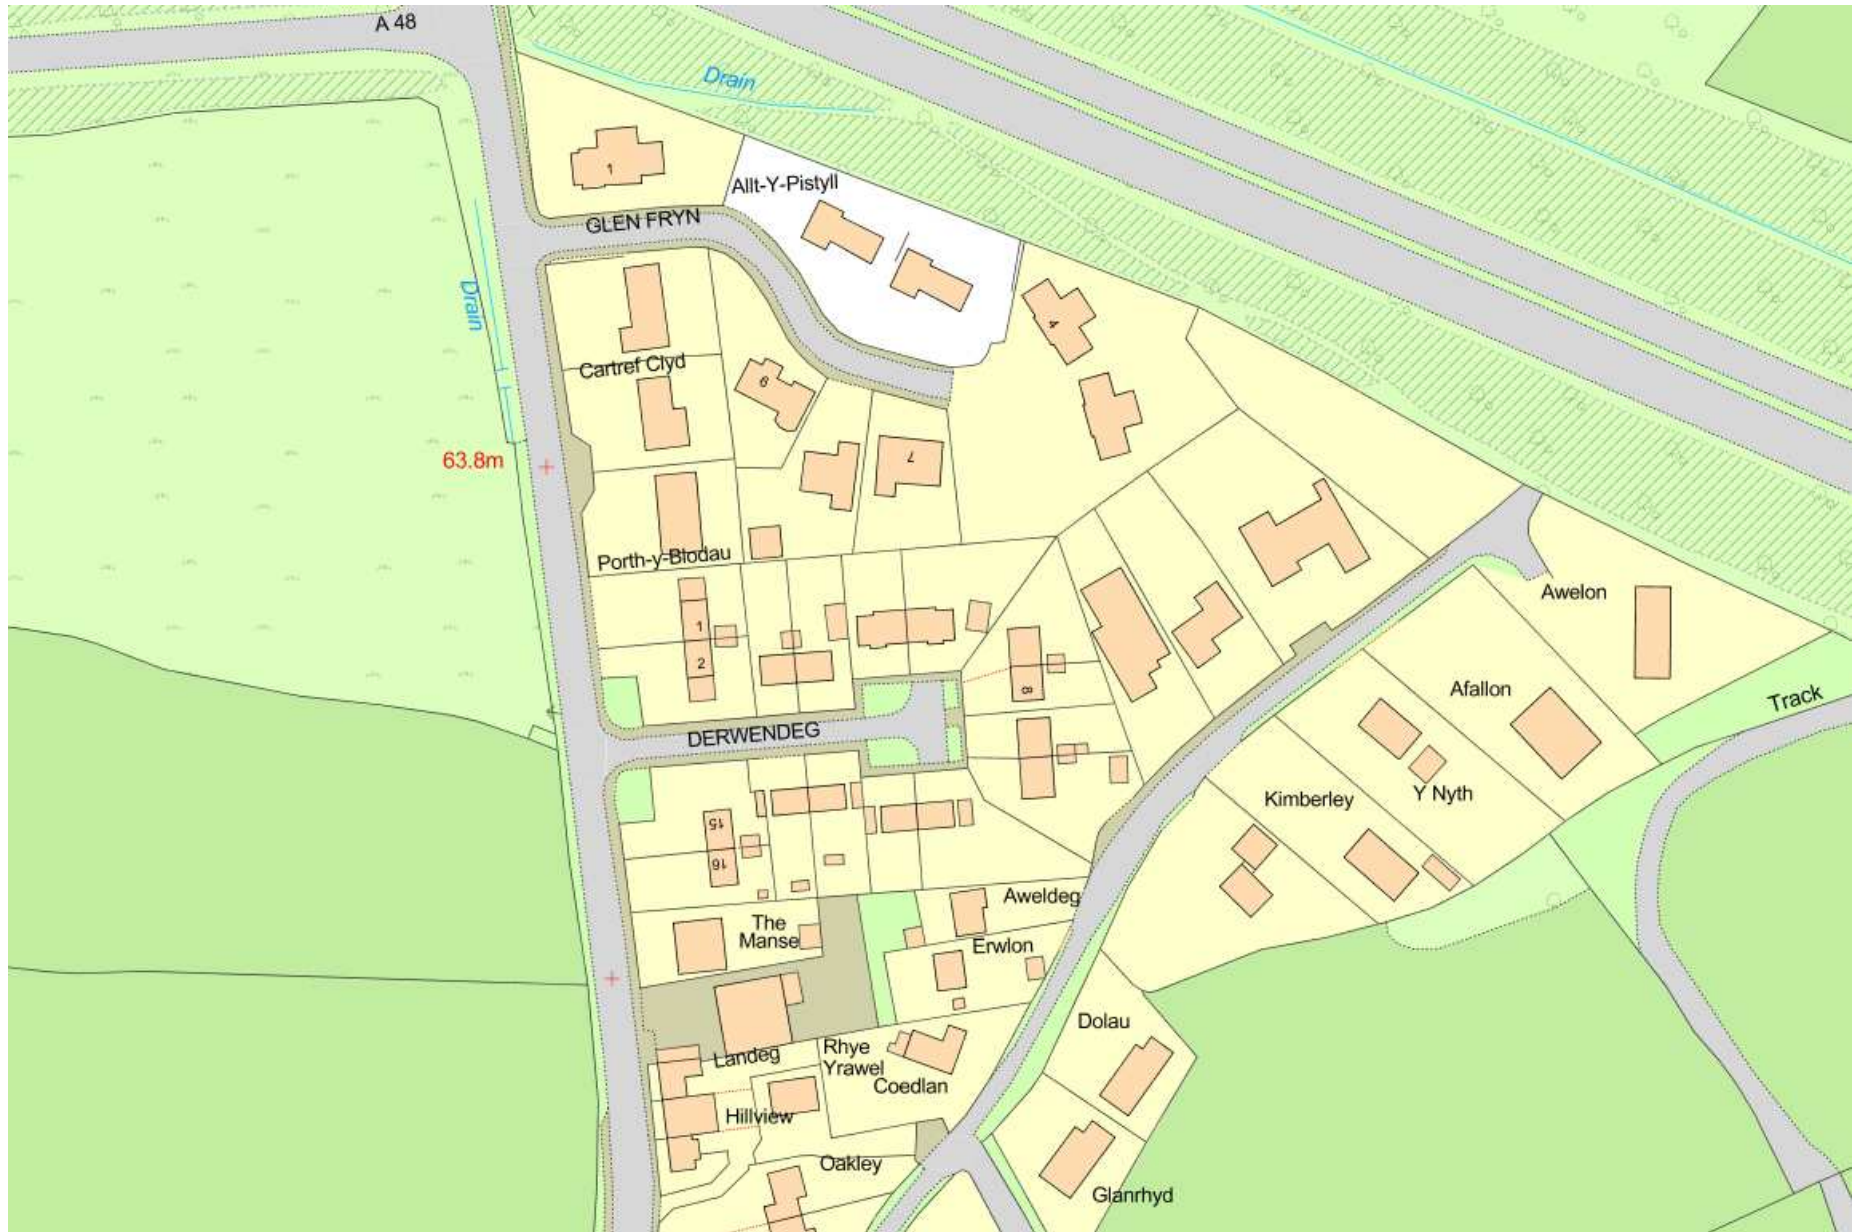 A 48
Drain
1
Allt-Y-Pistyll
GLEN FRYN
Drain
4
Cartref Clyd
6
7
63.8m
Porth-y-Blodau
1
2
8
Awelon
Afallon
Track
DERWENDEG
Y Nyth
Kimberley
15
16
Aweldeg
The
Manse
Erwlon
Dolau
Landeg
Rhye
Yrawel
Coedlan
Hillview
Oakley
Glanrhyd